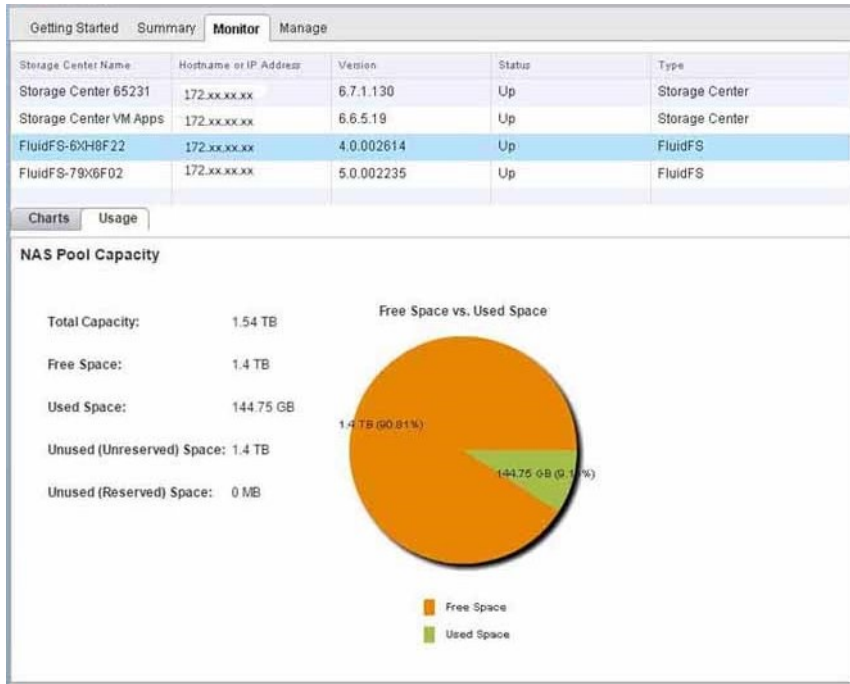 Getting Started Summary Monitor Manage
Storage Center Name Hostname or IP Address Version Status Type
Storage Center 65231 172.xx.xx.xx 6.7.1.130 Up Storage Center
Storage Center VM Apps 172.xx.xx.xx 6.6.5.19 Up Storage Center
FluidFS-6XH8F22 172.xx.xx.xx 4.0.002614 Up FluidFS
FluidFS-79X6F02 172.xx.xx.xx 5.0.002235 Up FluidFS
Charts Usage
NAS Pool Capacity
Free Space vs. Used Space
Total Capacity: 1.54 TB
Free Space: 1.4 TB
Used Space: 144.75 GB
1.4 TB (90.81%)
Unused (Unreserved) Space: 1.4 TB
144.75 GB
Unused (Reserved) Space: 0 MB
Free Space
Used Space